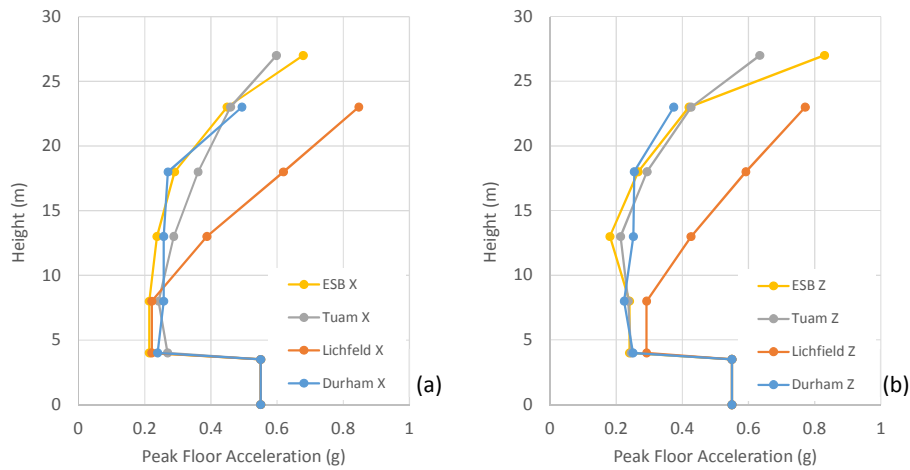 30
25
20
15
10
5
0
Height (m)
0
0.2
0.4
0.6
0.8
1
Peak Floor Acceleration (g)
ESB X
Tuam X
Lichfeld X
Durham X
(a)
30
25
20
15
10
5
0
Height (m)
0
0.2
0.4
0.6
0.8
1
Peak Floor Acceleration (g)
ESB Z
Tuam Z
Lichfield Z
Durham Z
(b)